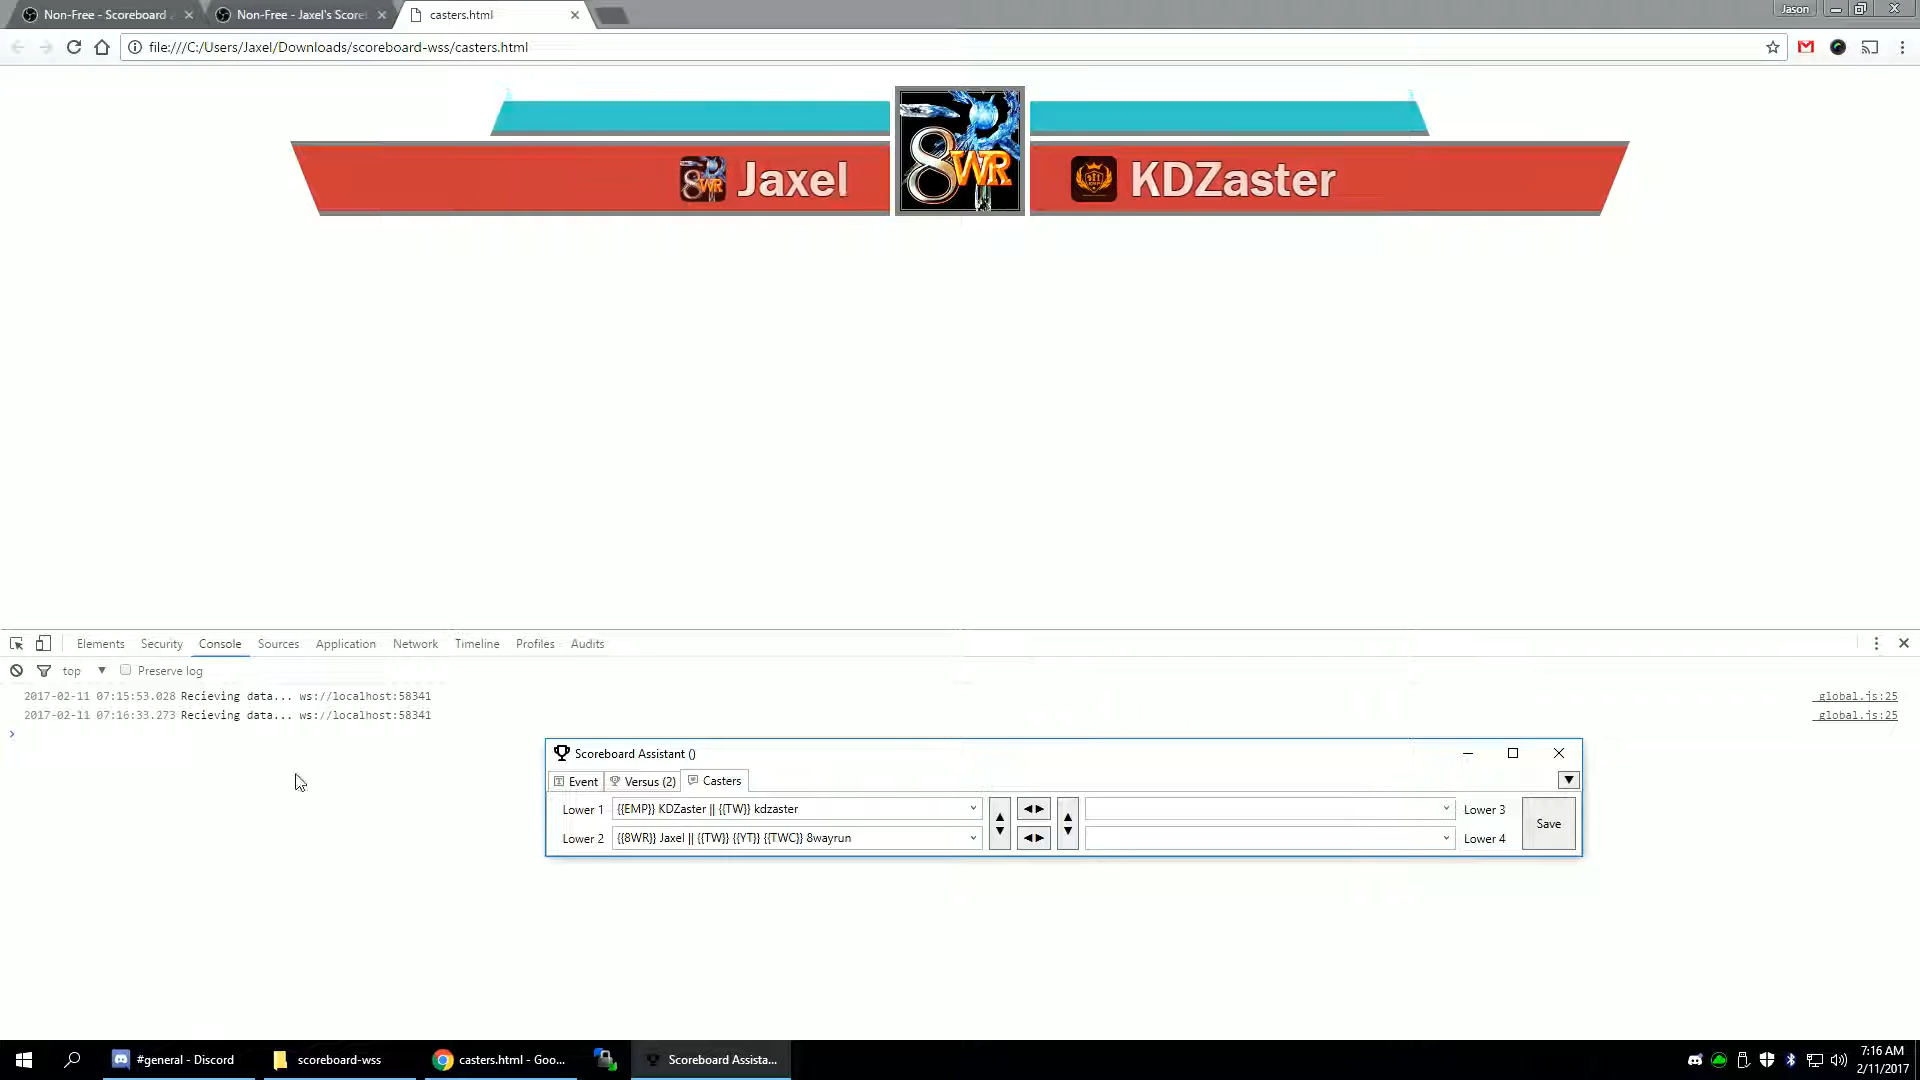 Non-Free - Scoreboard
Non-Free - Jaxel's Score
casters.html
Jason
file:///C:/Users/Jaxel/Downloads/scoreboard-wss/casters.html
8WR
8WR Jaxel
KDZaster
Elements Security Console Sources Application Network Timeline Profiles Audits
top Preserve log
2017-02-11 07:15:53.028 Recieving data... ws://localhost:58341 global.js:25
2017-02-11 07:16:33.273 Recieving data... ws://localhost:58341 global.js:25
>
Scoreboard Assistant ()
Event Versus (2) Casters
Lower 1 {{EMP}} KDZaster || {{TW}} kdzaster Lower 3
Save
Lower 2 {{8WR}} Jaxel || {{TW}} {{YT}} {{TWC}} 8wayrun Lower 4
#general - Discord scoreboard-wss casters.html - Goo... Scoreboard Assista...
7:16 AM
2/11/2017